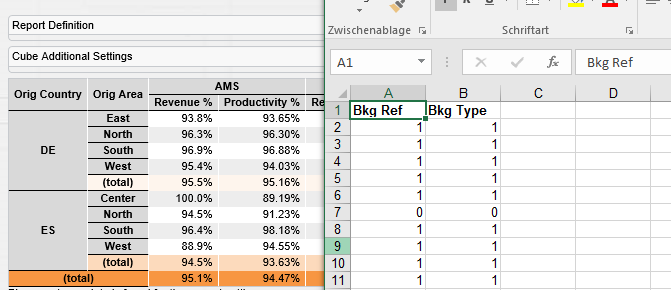 Report Definition
Cube Additional Settings
Orig Country Orig Area AMS
Revenue % Productivity % Re
DE East 93.8% 93.65%
North 96.3% 96.30%
South 96.9% 96.88%
West 95.4% 94.03%
(total) 95.5% 95.16%
ES Center 100.0% 89.19%
North 94.5% 91.23%
South 96.4% 98.18%
West 88.9% 94.55%
(total) 94.5% 93.63%
(total) 95.1% 94.47%
F K U
Zwischenablage Schriftart
A1 fx Bkg Ref
A B C D
1 Bkg Ref Bkg Type
2 1 1
3 1 1
4 1 1
5 1 1
6 1 1
7 0 0
8 1 1
9 1 1
10 1 1
11 1 1